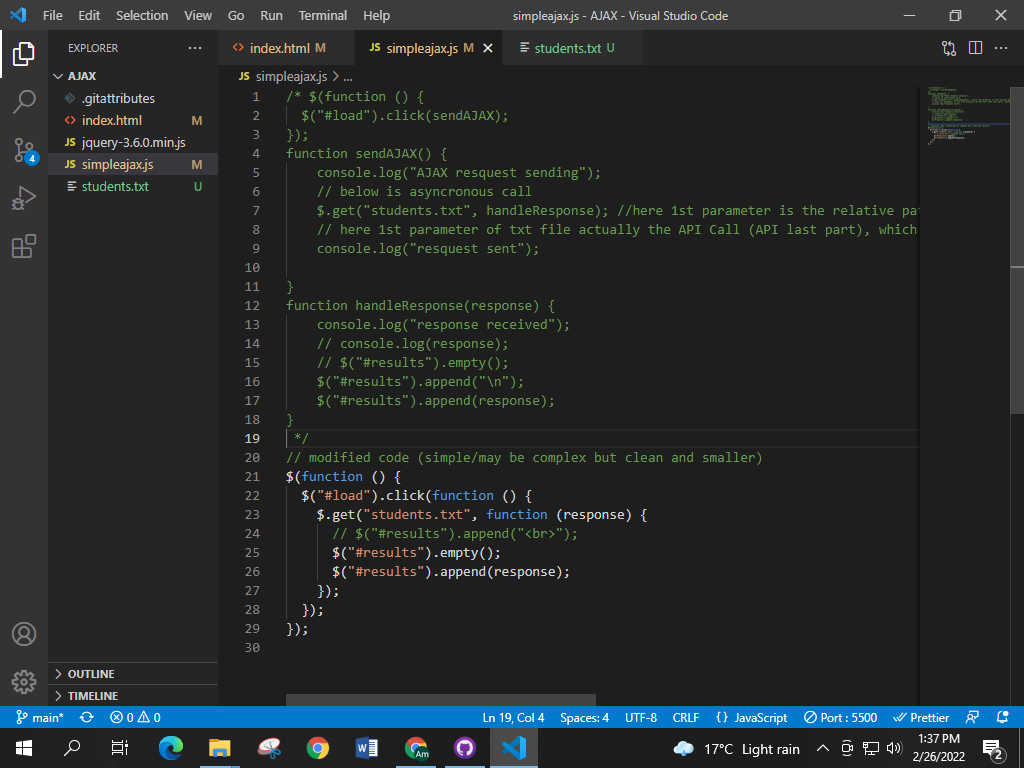 File Edit Selection View Go Run Terminal Help simpleajax.js - AJAX - Visual Studio Code
EXPLORER
AJAX
.gitattributes
index.html M
JS jquery-3.6.0.min.js
JS simpleajax.js M
students.txt U
OUTLINE
TIMELINE
index.html M JS simpleajax.js M students.txt U
JS simpleajax.js > ...
1 /* $(function () {
2 $("#load").click(sendAJAX);
3 });
4 function sendAJAX() {
5 console.log("AJAX resquest sending");
6 // below is asyncronous call
7 $.get("students.txt", handleResponse); //here 1st parameter is the relative pa
8 // here 1st parameter of txt file actually the API Call (API last part), which
9 console.log("resquest sent");
10
11 }
12 function handleResponse(response) {
13 console.log("response received");
14 // console.log(response);
15 // $("#results").empty();
16 $("#results").append("\n");
17 $("#results").append(response);
18 }
19 */
20 // modified code (simple/may be complex but clean and smaller)
21 $(function () {
22 $("#load").click(function () {
23 $.get("students.txt", function (response) {
24 // $("#results").append("<br>");
25 $("#results").empty();
26 $("#results").append(response);
27 });
28 });
29 });
30
4
main* 0 0 Ln 19, Col 4 Spaces: 4 UTF-8 CRLF {} JavaScript Port : 5500 Prettier
Am
17°C Light rain
1:37 PM
2/26/2022
2